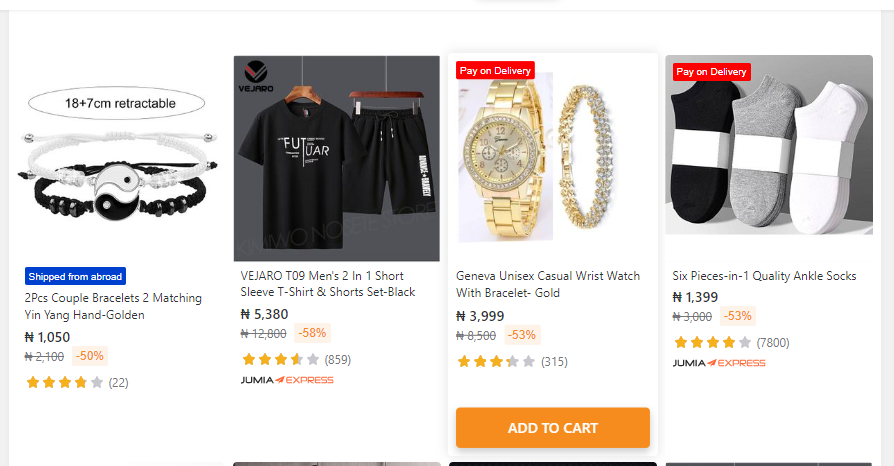 18+7cm retractable
Shipped from abroad
2Pcs Couple Bracelets 2 Matching
Yin Yang Hand-Golden
₦ 1,050
₦ 2,100 -50%
(22)
VEJARO
FUTUAR
ADVANCE
BRAVELY
VEJARO T09 Men's 2 In 1 Short
Sleeve T-Shirt & Shorts Set-Black
₦ 5,380
₦ 12,800 -58%
(859)
JUMIA EXPRESS
Pay on Delivery
Geneva Unisex Casual Wrist Watch
With Bracelet- Gold
₦ 3,999
₦ 8,500 -53%
(315)
ADD TO CART
Pay on Delivery
Six Pieces-in-1 Quality Ankle Socks
₦ 1,399
₦ 3,000 -53%
(7800)
JUMIA EXPRESS